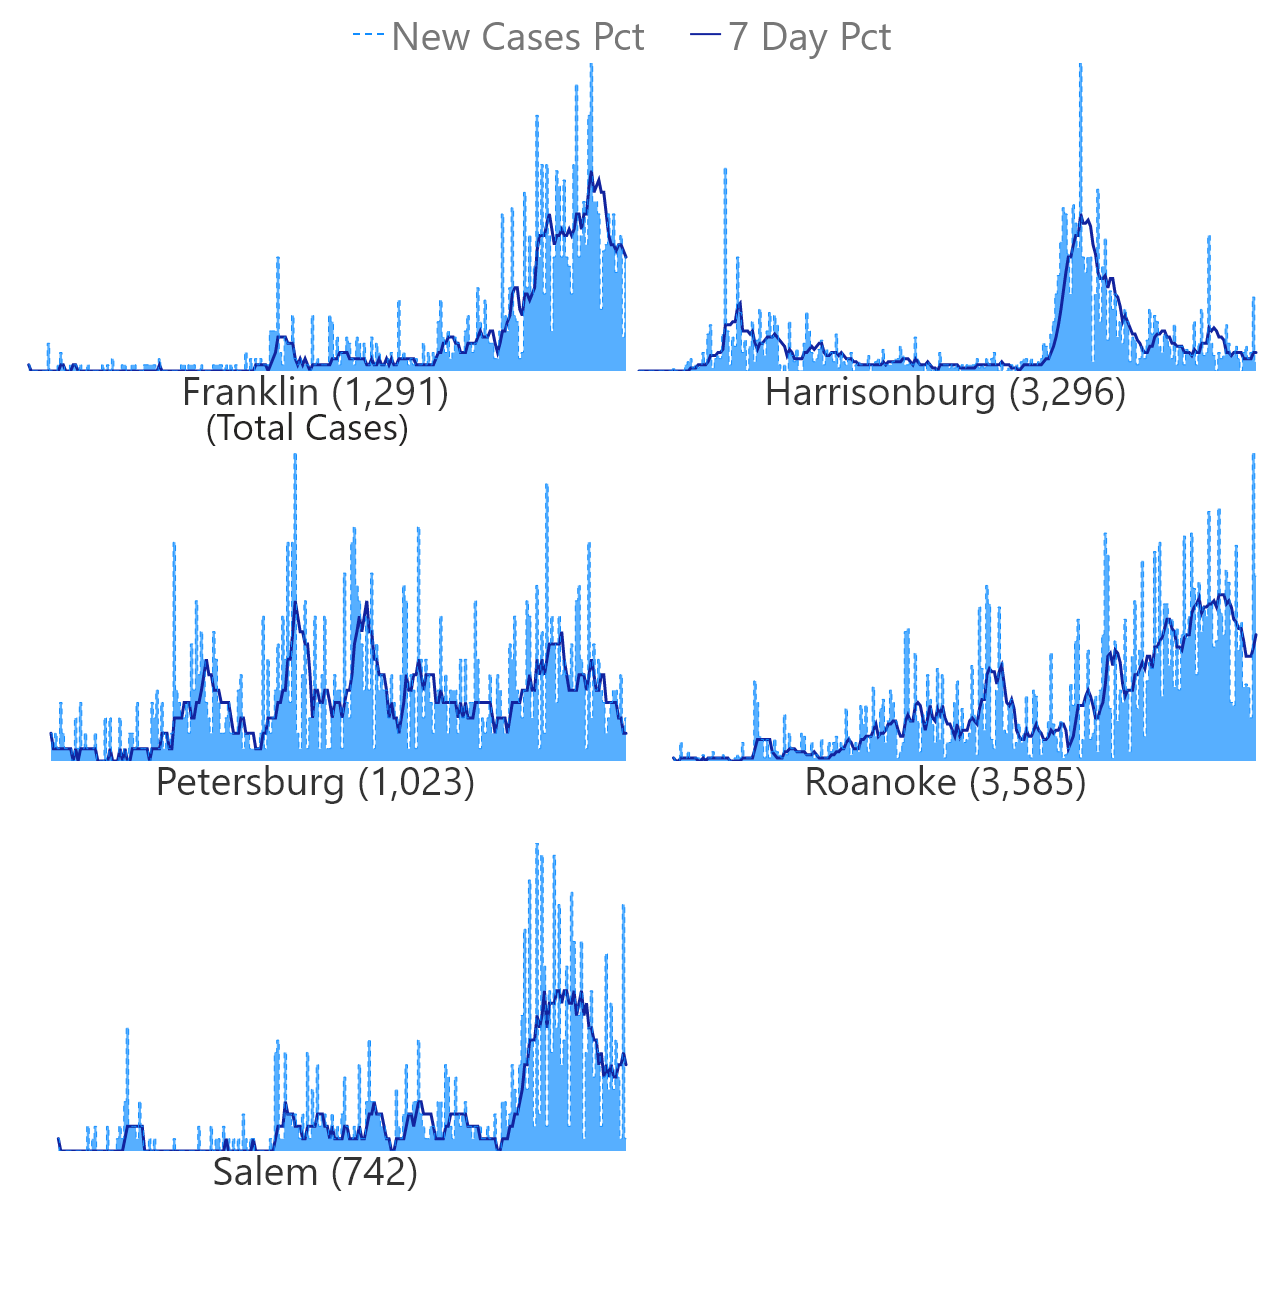 New Cases Pct 7 Day Pct
Franklin (1,291)
(Total Cases)
Harrisonburg (3,296)
Petersburg (1,023)
Roanoke (3,585)
Salem (742)